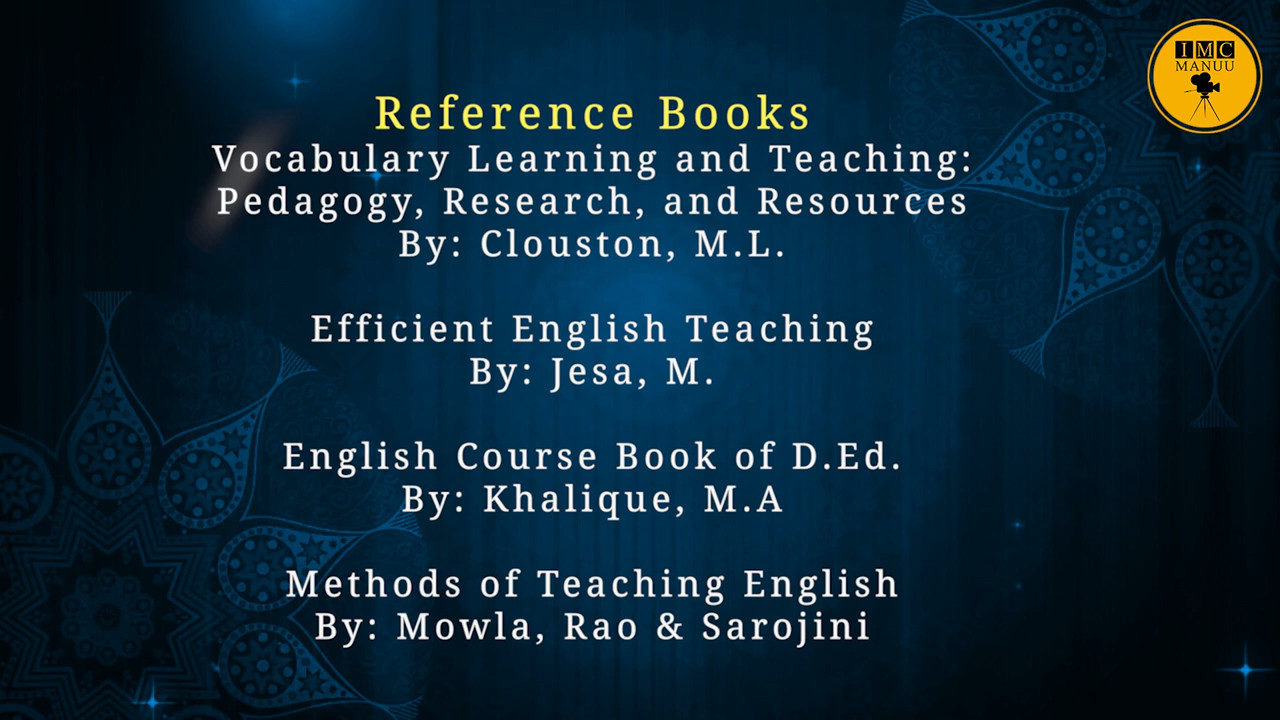 IMC
MANUU
Reference Books
Vocabulary Learning and Teaching:
Pedagogy, Research, and Resources
By: Clouston, M.L.
Efficient English Teaching
By: Jesa, M.
English Course Book of D.Ed.
By: Khalique, M.A
Methods of Teaching English
By: Mowla, Rao & Sarojini